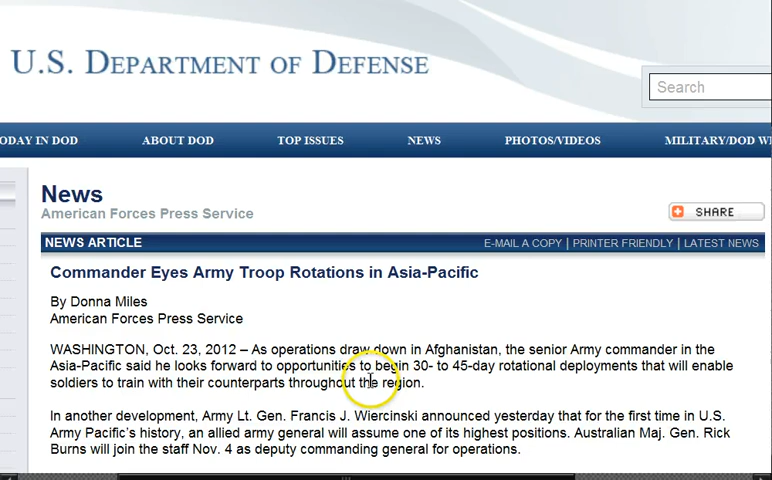 U.S. DEPARTMENT OF DEFENSE
Search
ODAY IN DOD ABOUT DOD TOP ISSUES NEWS PHOTOS/VIDEOS MILITARY/DOD WE
News
American Forces Press Service
SHARE
NEWS ARTICLE E-MAIL A COPY | PRINTER FRIENDLY | LATEST NEWS
Commander Eyes Army Troop Rotations in Asia-Pacific
By Donna Miles
American Forces Press Service
WASHINGTON, Oct. 23, 2012 – As operations draw down in Afghanistan, the senior Army commander in the
Asia-Pacific said he looks forward to opportunities to begin 30- to 45-day rotational deployments that will enable
soldiers to train with their counterparts throughout the region.
In another development, Army Lt. Gen. Francis J. Wiercinski announced yesterday that for the first time in U.S.
Army Pacific's history, an allied army general will assume one of its highest positions. Australian Maj. Gen. Rick
Burns will join the staff Nov. 4 as deputy commanding general for operations.